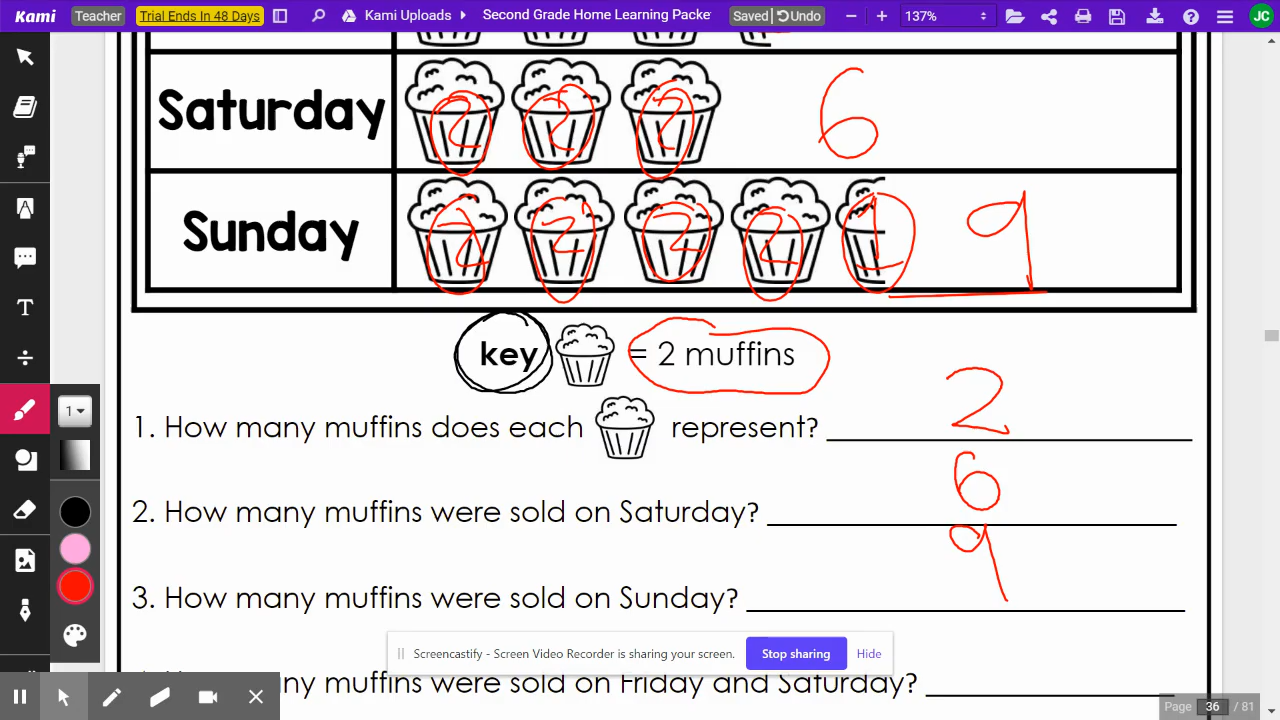 Kami Teacher Trial Ends In 48 Days Kami Uploads Second Grade Home Learning Packe Saved Undo 137% JC
Saturday 2 2 2 6
Sunday 2 2 2 2 1 9
key = 2 muffins
1. How many muffins does each represent? 2
2. How many muffins were sold on Saturday? 6
3. How many muffins were sold on Sunday? 9
1
Screencastify - Screen Video Recorder is sharing your screen. Stop sharing Hide
ny muffins were sold on Friday and Saturday?
Page 36 / 81